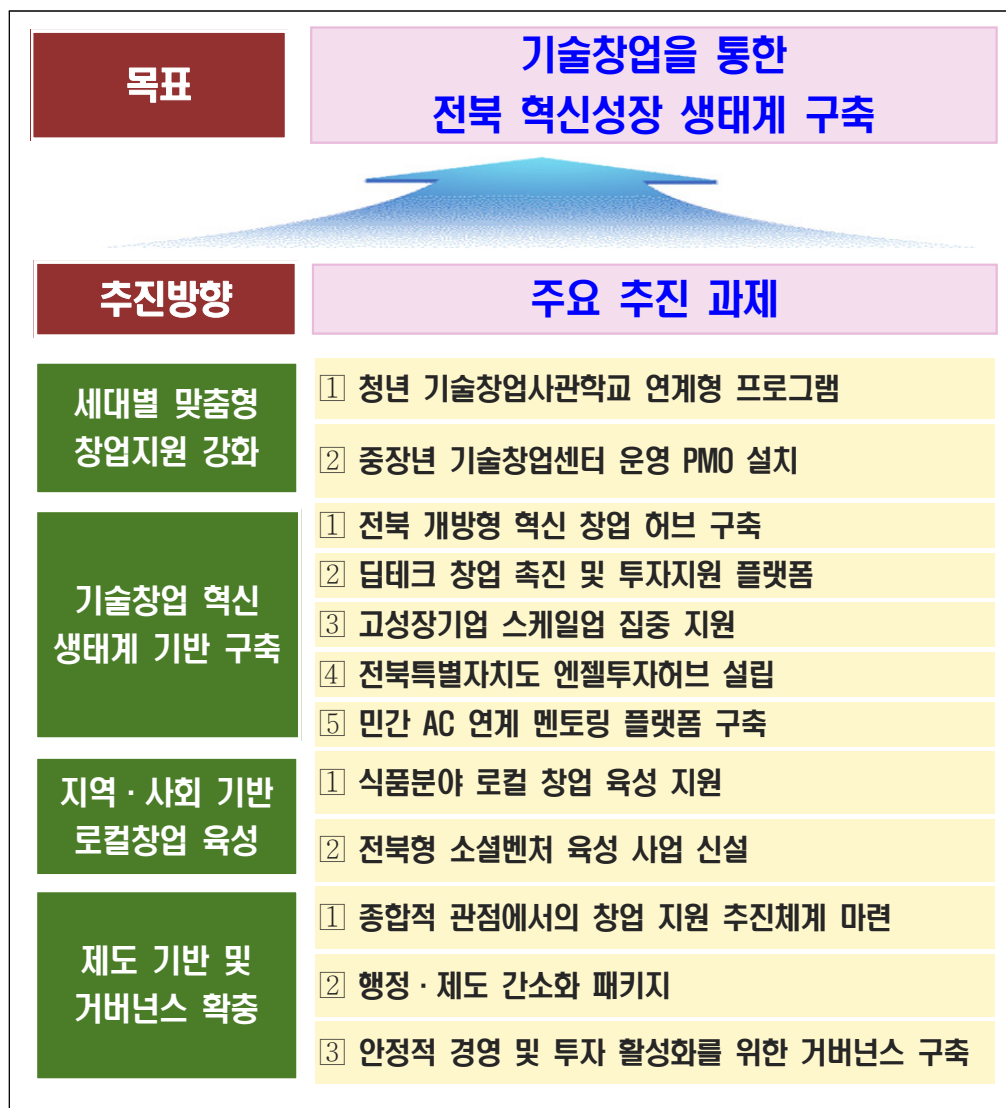 목표
기술창업을 통한
전북 혁신성장 생태계 구축
추진방향
주요 추진 과제
세대별 맞춤형
창업지원 강화
1 청년 기술창업사관학교 연계형 프로그램
2 중장년 기술창업센터 운영 PMO 설치
기술창업 혁신
생태계 기반 구축
1 전북 개방형 혁신 창업 허브 구축
2 딥테크 창업 촉진 및 투자지원 플랫폼
3 고성장기업 스케일업 집중 지원
4 전북특별자치도 엔젤투자허브 설립
5 민간 AC 연계 멘토링 플랫폼 구축
지역·사회 기반
로컬창업 육성
1 식품분야 로컬 창업 육성 지원
2 전북형 소셜벤처 육성 사업 신설
제도 기반 및
거버넌스 확충
1 종합적 관점에서의 창업 지원 추진체계 마련
2 행정·제도 간소화 패키지
3 안정적 경영 및 투자 활성화를 위한 거버넌스 구축